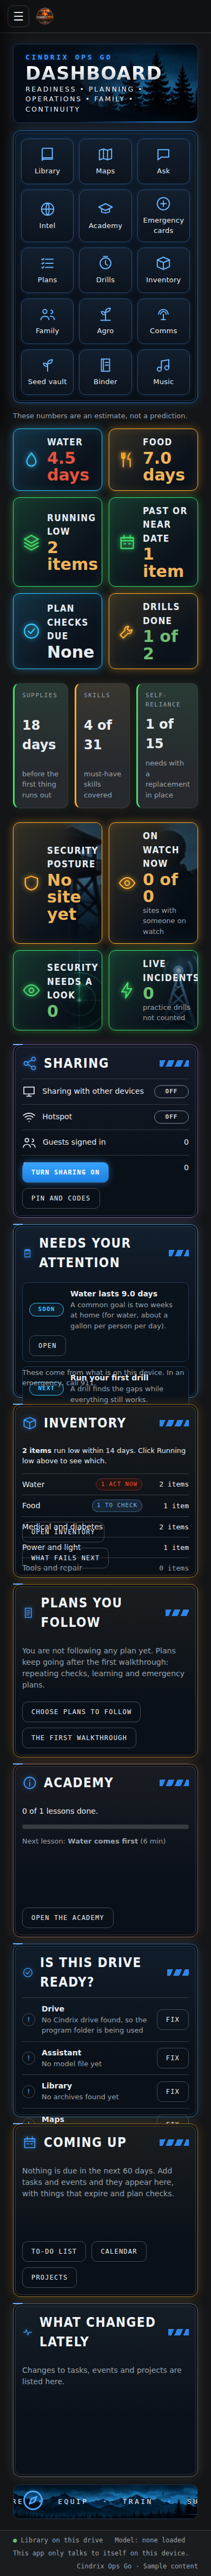 CINDRIX OPS GO
DASHBOARD
READINESS • PLANNING •
OPERATIONS • FAMILY •
CONTINUITY
Library
Maps
Ask
Intel
Academy
Emergency
cards
Plans
Drills
Inventory
Family
Agro
Comms
Seed vault
Binder
Music
These numbers are an estimate, not a prediction.
WATER
4.5
days
FOOD
7.0
days
RUNNING
LOW
2
items
PAST OR
NEAR
DATE
1
item
PLAN
CHECKS
DUE
None
DRILLS
DONE
1 of
2
SUPPLIES
18
days
before the
first thing
runs out
SKILLS
4 of
31
must-have
skills
covered
SELF-
RELIANCE
1 of
15
needs with
a
replacement
in place
SECURITY
POSTURE
No
site
yet
ON
WATCH
NOW
0 of
0
sites with
someone on
watch
SECURITY
NEEDS A
LOOK
0
LIVE
INCIDENTS
0
practice drills
not counted
SHARING
Sharing with other devices
OFF
Hotspot
OFF
Guests signed in
0
TURN SHARING ON
0
PIN AND CODES
NEEDS YOUR
ATTENTION
SOON
Water lasts 9.0 days
A common goal is two weeks
at home (for water, about a
gallon per person per day).
OPEN
These come from what is on this device. In an
emergency, call 911.
NEXT
Run your first drill
A drill finds the gaps while
everything still works.
INVENTORY
2 items run low within 14 days. Click Running
low above to see which.
Water
1 ACT NOW
2 items
Food
1 TO CHECK
1 item
OPEN INVENTORY
Medical and diabetes
2 items
Power and light
1 item
WHAT FAILS NEXT
Tools and repair
0 items
PLANS YOU
FOLLOW
You are not following any plan yet. Plans
keep going after the first walkthrough:
repeating checks, learning and emergency
plans.
CHOOSE PLANS TO FOLLOW
THE FIRST WALKTHROUGH
ACADEMY
0 of 1 lessons done.
Next lesson: Water comes first (6 min)
OPEN THE ACADEMY
IS THIS DRIVE
READY?
Drive
No Cindrix drive found, so the
program folder is being used
FIX
Assistant
No model file yet
FIX
Library
No archives found yet
FIX
Maps
COMING UP
Nothing is due in the next 60 days. Add
tasks and events and they appear here,
with things that expire and plan checks.
TO-DO LIST
CALENDAR
PROJECTS
WHAT CHANGED
LATELY
Changes to tasks, events and projects are
listed here.
EQUIP · TRAIN · SU
Library on this drive Model: none loaded
This app only talks to itself on this device.
Cindrix Ops Go - Sample content